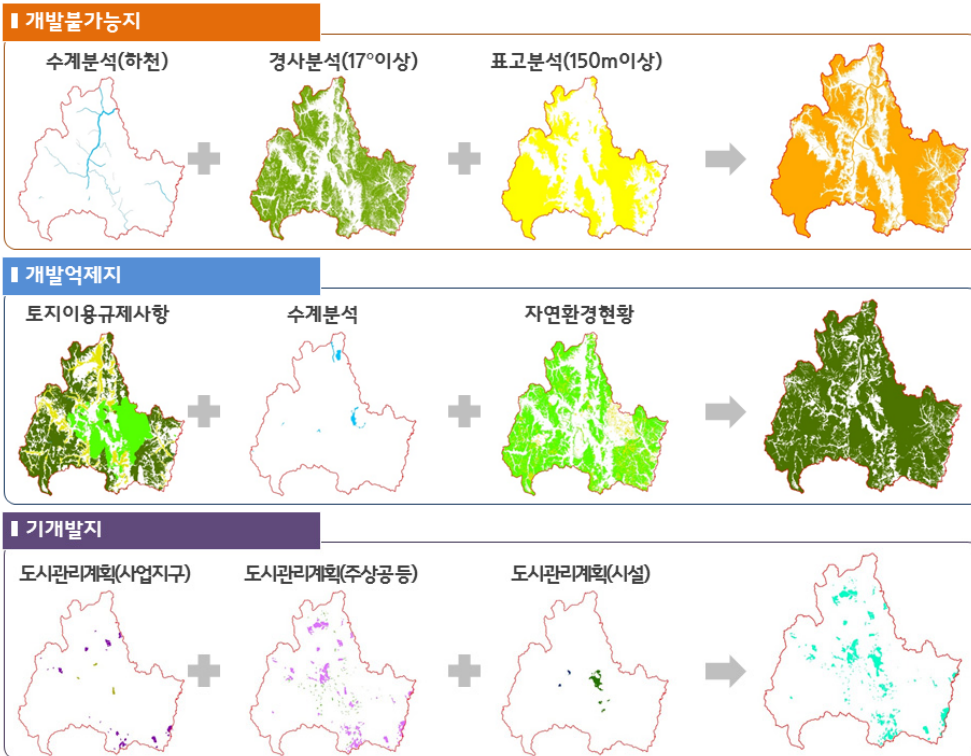 개발불가능지
수계분석(하천)
경사분석(17°이상)
표고분석(150m이상)
개발억제지
토지이용규제사항
수계분석
자연환경현황
기개발지
도시관리계획(사업지구)
도시관리계획(주상공 등)
도시관리계획(시설)